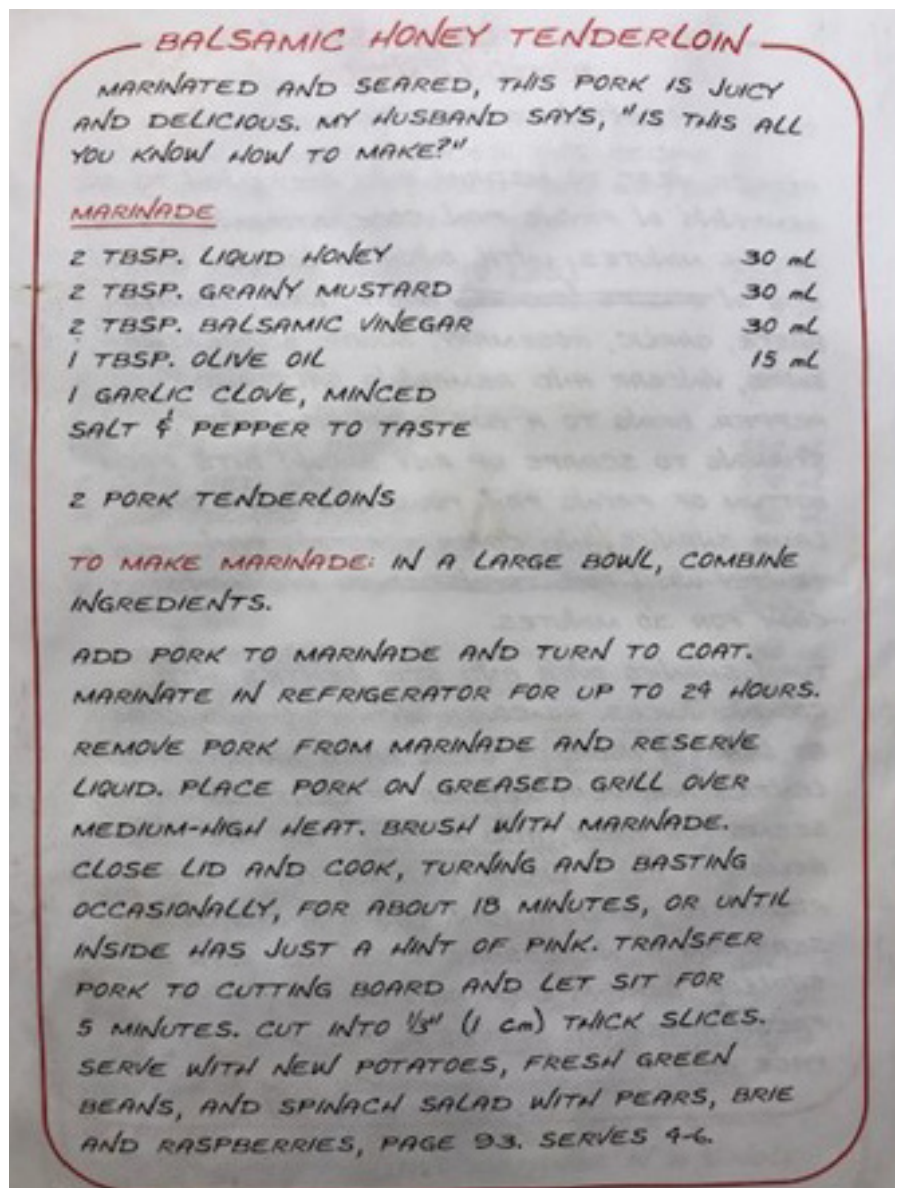 BALSAMIC HONEY TENDERLOIN
MARINATED AND SEARED, THIS PORK IS JUICY
AND DELICIOUS. MY HUSBAND SAYS, "IS THIS ALL
YOU KNOW HOW TO MAKE?"
MARINADE
2 TBSP. LIQUID HONEY 30 mL
2 TBSP. GRAINY MUSTARD 30 mL
2 TBSP. BALSAMIC VINEGAR 30 mL
1 TBSP. OLIVE OIL 15 mL
1 GARLIC CLOVE, MINCED
SALT & PEPPER TO TASTE
2 PORK TENDERLOINS
TO MAKE MARINADE: IN A LARGE BOWL, COMBINE
INGREDIENTS.
ADD PORK TO MARINADE AND TURN TO COAT.
MARINATE IN REFRIGERATOR FOR UP TO 24 HOURS.
REMOVE PORK FROM MARINADE AND RESERVE
LIQUID. PLACE PORK ON GREASED GRILL OVER
MEDIUM-HIGH HEAT. BRUSH WITH MARINADE.
CLOSE LID AND COOK, TURNING AND BASTING
OCCASIONALLY, FOR ABOUT 18 MINUTES, OR UNTIL
INSIDE HAS JUST A HINT OF PINK. TRANSFER
PORK TO CUTTING BOARD AND LET SIT FOR
5 MINUTES. CUT INTO 1/3" (1 cm) THICK SLICES.
SERVE WITH NEW POTATOES, FRESH GREEN
BEANS, AND SPINACH SALAD WITH PEARS, BRIE
AND RASPBERRIES, PAGE 93. SERVES 4-6.